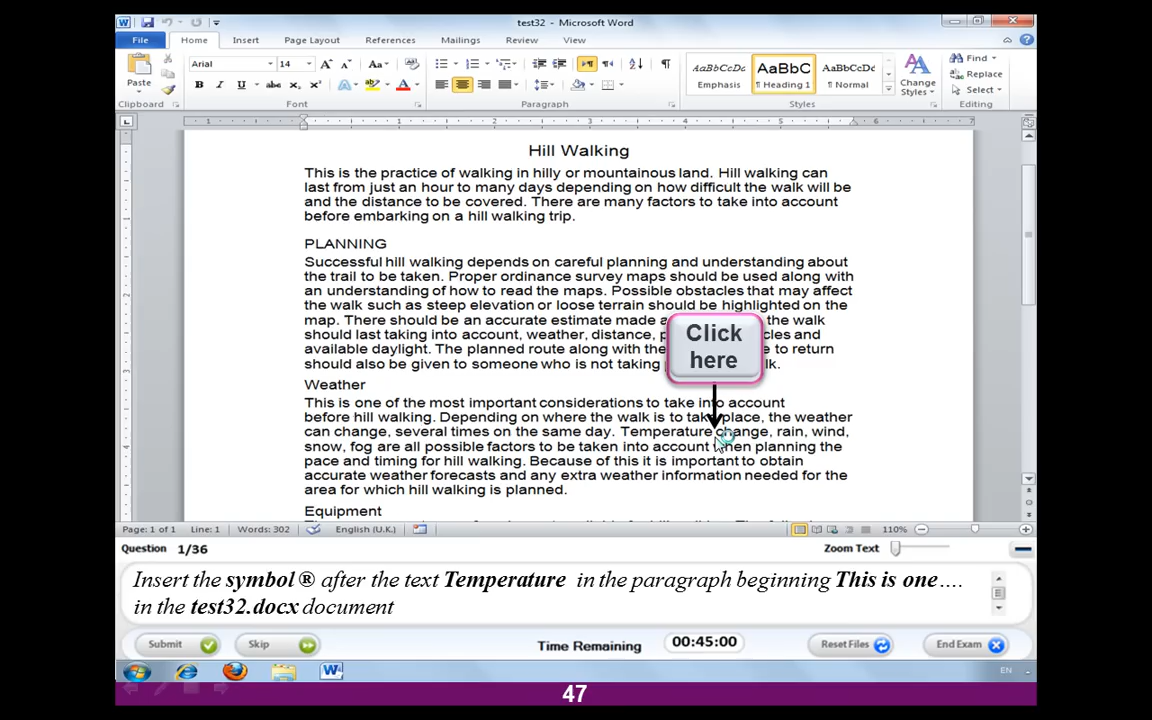 test32 - Microsoft Word
File Home Insert Page Layout References Mailings Review View
Paste
Arial 14
AaBbCcDc AaBbC AaBbCcDc
Emphasis ¶ Heading 1 ¶ Normal
Change Styles
Find
Replace
Select
Clipboard Font Paragraph Styles Editing
Hill Walking
This is the practice of walking in hilly or mountainous land. Hill walking can
last from just an hour to many days depending on how difficult the walk will be
and the distance to be covered. There are many factors to take into account
before embarking on a hill walking trip.
PLANNING
Successful hill walking depends on careful planning and understanding about
the trail to be taken. Proper ordinance survey maps should be used along with
an understanding of how to read the maps. Possible obstacles that may affect
the walk such as steep elevation or loose terrain should be highlighted on the
map. There should be an accurate estimate made the walk
should last taking into account, weather, distance, and
available daylight. The planned route along with the to return
should also be given to someone who is not taking
Click
here
Weather
This is one of the most important considerations to take into account
before hill walking. Depending on where the walk is to take place, the weather
can change, several times on the same day. Temperature change, rain, wind,
snow, fog are all possible factors to be taken into account when planning the
pace and timing for hill walking. Because of this it is important to obtain
accurate weather forecasts and any extra weather information needed for the
area for which hill walking is planned.
Equipment
Page: 1 of 1 Line: 1 Words: 302 English (U.K.) 110%
Question 1/36 Zoom Text
Insert the symbol ® after the text Temperature in the paragraph beginning This is one....
in the test32.docx document
Submit Skip Time Remaining 00:45:00 Reset Files End Exam
EN
47